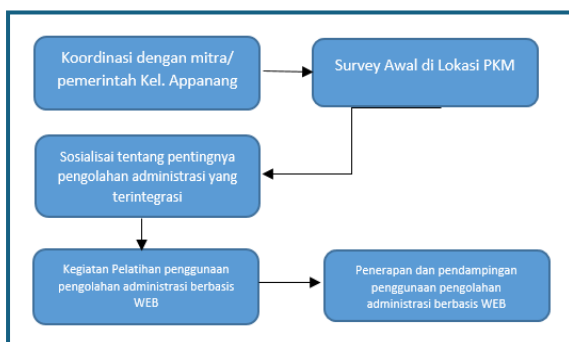 Koordinasi dengan mitra/
pemerintah Kel. Appanang
Survey Awal di Lokasi PKM
Sosialisai tentang pentingnya
pengolahan administrasi yang
terintegrasi
Kegiatan Pelatihan penggunaan
pengolahan administrasi berbasis
WEB
Penerapan dan pendampingan
penggunaan pengolahan
administrasi berbasis WEB